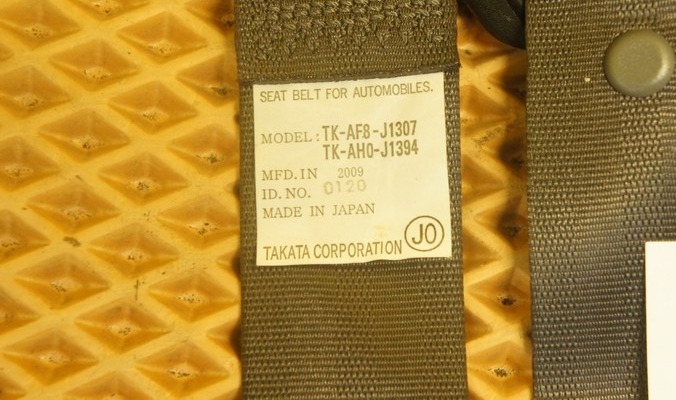 SEAT BELT FOR AUTOMOBILES.
MODEL: TK-AF8-J1307
TK-AH0-J1394
MFD. IN 2009
ID. NO. 0120
MADE IN JAPAN
TAKATA CORPORATION JO